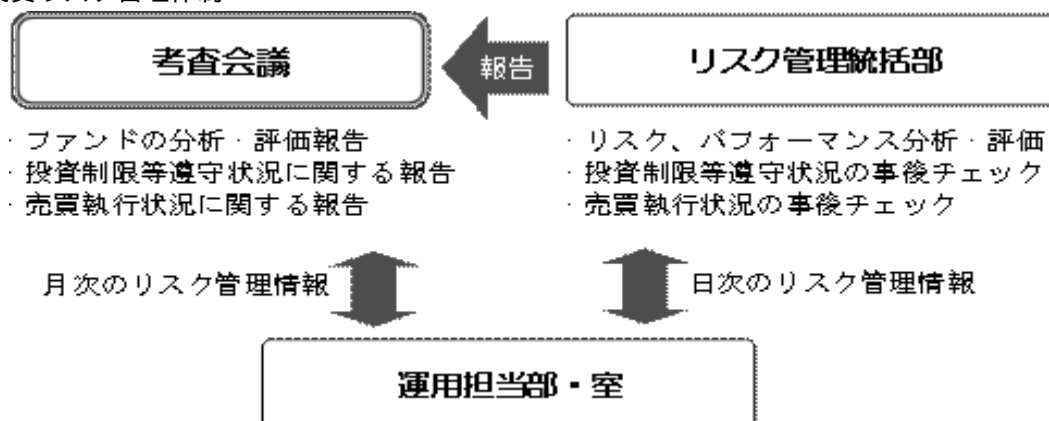 考査会議
報告
リスク管理統括部
・ファンドの分析・評価報告
・投資制限等遵守状況に関する報告
・売買執行状況に関する報告
・リスク、パフォーマンス分析・評価
・投資制限等遵守状況の事後チェック
・売買執行状況の事後チェック
月次のリスク管理情報
日次のリスク管理情報
運用担当部・室